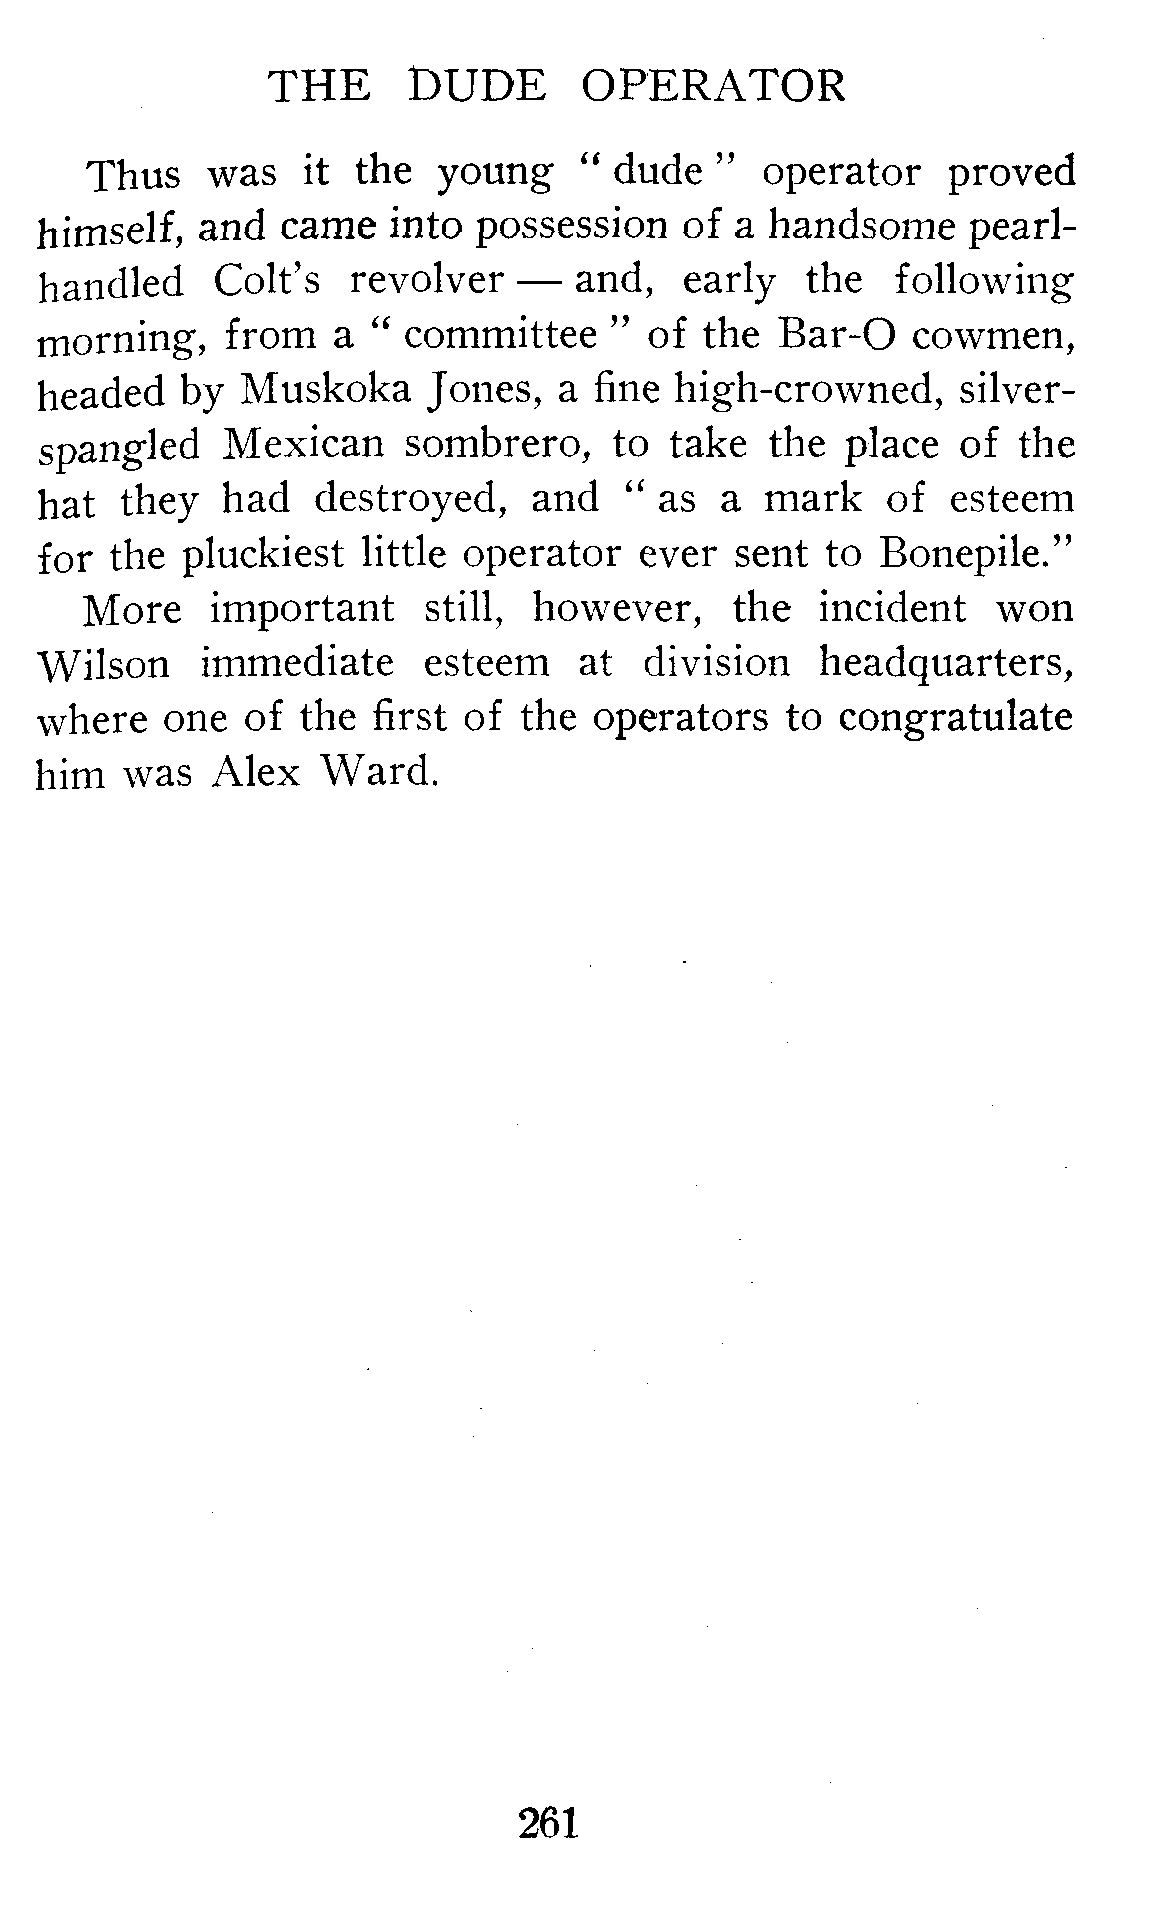 THE DUDE OPERATOR
Thus was it the young “ dude ” operator proved
himself, and came into possession of a handsome pearl-
handled Colt’s revolver — and, early the following
morning, from a “ committee ” of the Bar-O cowmen,
headed by Muskoka Jones, a fine high-crowned, silver-
spangled Mexican sombrero, to take the place of the
hat they had destroyed, and “ as a mark of esteem
for the pluckiest little operator ever sent to Bonepile.”
More important still, however, the incident won
Wilson immediate esteem at division headquarters,
where one of the first of the operators to congratulate
him was Alex Ward.
261